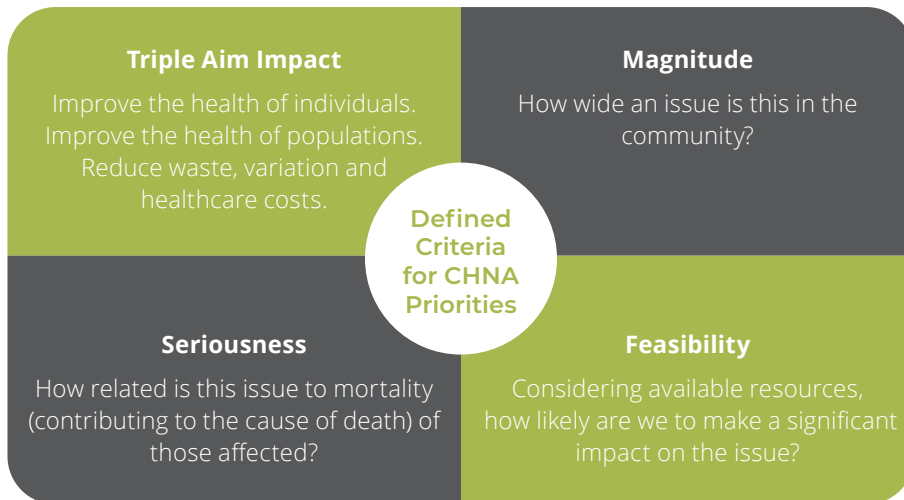 Triple Aim Impact
Improve the health of individuals.
Improve the health of populations.
Reduce waste, variation and
healthcare costs.
Magnitude
How wide an issue is this in the
community?
Defined
Criteria
for CHNA
Priorities
Seriousness
How related is this issue to mortality
(contributing to the cause of death) of
those affected?
Feasibility
Considering available resources,
how likely are we to make a significant
impact on the issue?